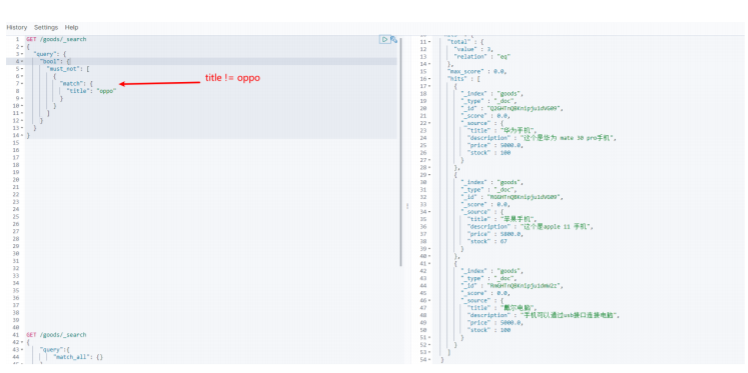 History Settings Help
1 GET /goods/_search
2 {
3 "query": {
4 "bool": {
5 "must_not": [
6 {
7 "match": {
8 "title": "oppo"
9 }
10 }
11 ]
12 }
13 }
14 }
15
16
17
18
19
20
21
22
23
24
25
26
27
28
29
30
31
32
33
34
35
36
37
38
39
40
41 GET /goods/_search
42 {
43 "query":{
44 "match_all": {}
title != oppo
11 "total" : {
12 "value" : 3,
13 "relation" : "eq"
14 },
15 "max_score" : 0.0,
16 "hits" : [
17 {
18 "_index" : "goods",
19 "_type" : "_doc",
20 "_id" :
21 "_score" : 0.0,
22 "_source" : {
23 "title" : "华为手机",
24 "description" : "这个是华为 mata 30 pro手机",
25 "price" : 5000.0,
26 "stock" : 100
27 }
28 },
29 {
30 "_index" : "goods",
31 "_type" : "_doc",
32 "_id" :
33 "_score" : 0.0,
34 "_source" : {
35 "title" : "苹果手机",
36 "description" : "这个是apple 11 手机",
37 "price" : 5800.0,
38 "stock" : 67
39 }
40 },
41 {
42 "_index" : "goods",
43 "_type" : "_doc",
44 "_id" :
45 "_score" : 0.0,
46 "_source" : {
47 "title" : "戴尔电脑",
48 "description" : "手机可以通过usb接口连接电脑",
49 "price" : 5000.0,
50 "stock" : 100
51 }
52 }
53 ]
54 }